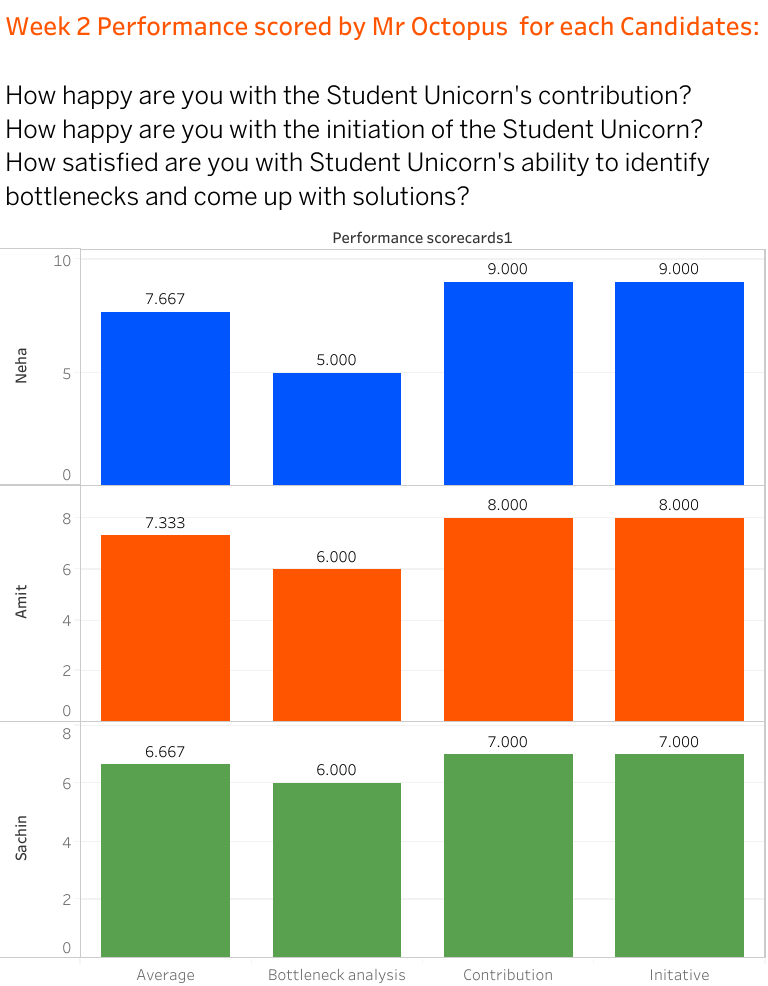 Week 2 Performance scored by Mr Octopus  for each Candidates:
How happy are you with the Student Unicorn's contribution?
How happy are you with the initiation of the Student Unicorn?
How satisfied are you with Student Unicorn's ability to identify
bottlenecks and come up with solutions?
Performance scorecards1
10
5
0
Neha
7.667
5.000
9.000
9.000
8
6
4
2
0
Amit
7.333
6.000
8.000
8.000
8
6
4
2
0
Sachin
6.667
6.000
7.000
7.000
Average
Bottleneck analysis
Contribution
Initative